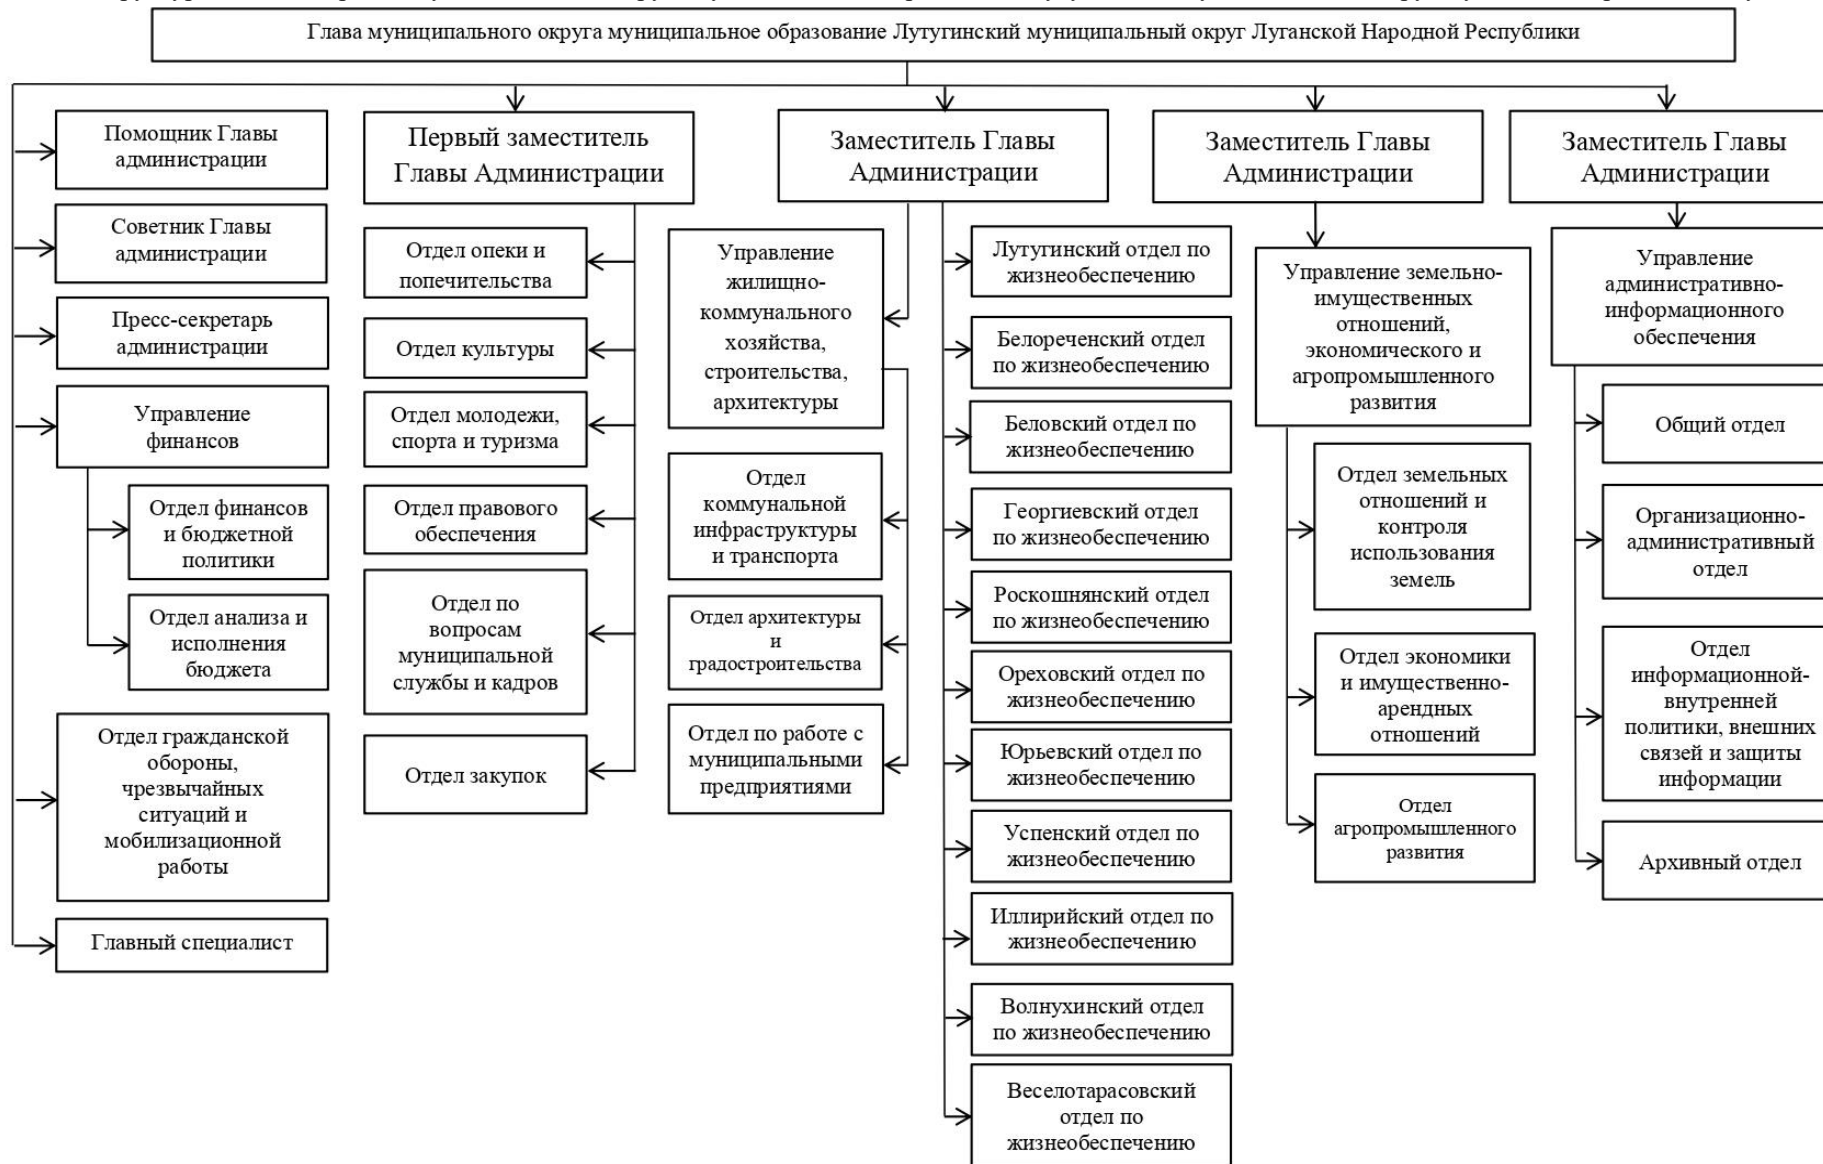 Глава муниципального округа муниципальное образование Лутугинский муниципальный округ Луганской Народной Республики
Помощник Главы
администрации
Советник Главы
администрации
Пресс-секретарь
администрации
Управление
финансов
Отдел финансов
и бюджетной
политики
Отдел анализа и
исполнения
бюджета
Отдел гражданской
обороны,
чрезвычайных
ситуаций и
мобилизационной
работы
Главный специалист
Первый заместитель
Главы Администрации
Отдел опеки и
попечительства
Отдел культуры
Отдел молодежи,
спорта и туризма
Отдел правового
обеспечения
Отдел по
вопросам
муниципальной
службы и кадров
Отдел закупок
Заместитель Главы
Администрации
Управление
жилищно-
коммунального
хозяйства,
строительства,
архитектуры
Отдел
коммунальной
инфраструктуры
и транспорта
Отдел архитектуры
и
градостроительства
Отдел по работе с
муниципальными
предприятиями
Лутугинский отдел по
жизнеобеспечению
Белореченский отдел
по жизнеобеспечению
Беловский отдел по
жизнеобеспечению
Георгиевский отдел
по жизнеобеспечению
Роскошнянский отдел
по жизнеобеспечению
Ореховский отдел по
жизнеобеспечению
Юрьевский отдел по
жизнеобеспечению
Успенский отдел по
жизнеобеспечению
Иллирийский отдел по
жизнеобеспечению
Волнухинский отдел
по жизнеобеспечению
Веселотарасовский
отдел по
жизнеобеспечению
Заместитель Главы
Администрации
Управление земельно-
имущественных
отношений,
экономического и
агропромышленного
развития
Отдел земельных
отношений и
контроля
использования
земель
Отдел экономики
и имущественно-
арендных
отношений
Отдел
агропромышленного
развития
Заместитель Главы
Администрации
Управление
административно-
информационного
обеспечения
Общий отдел
Организационно-
административный
отдел
Отдел
информационной-
внутренней
политики, внешних
связей и защиты
информации
Архивный отдел